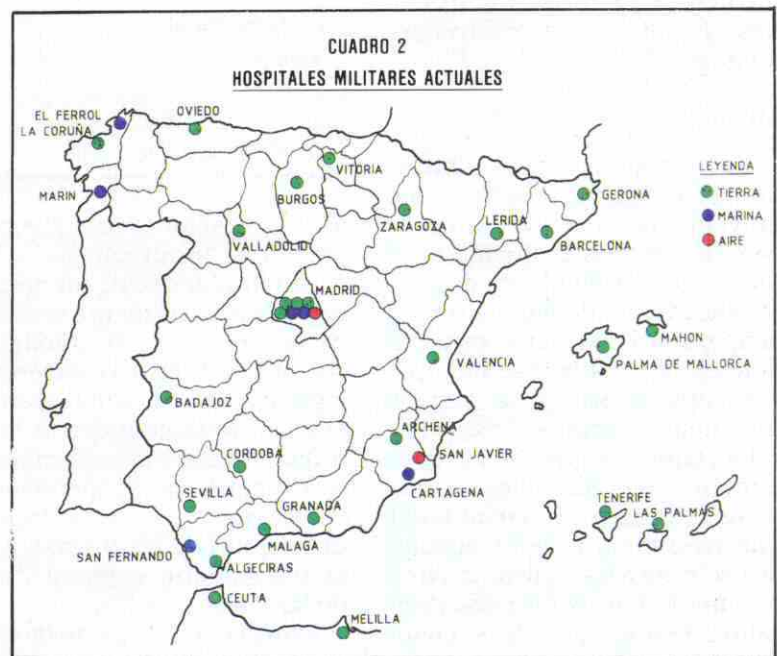 CUADRO 2
HOSPITALES MILITARES ACTUALES
EL FERROL
LA CORUÑA
OVIEDO
MARIN
VITORIA
BURGOS
VALLADOLID
ZARAGOZA
LERIDA
GERONA
BARCELONA
LEYENDA
TIERRA
MARINA
AIRE
MADRID
VALENCIA
MAHON
PALMA DE MALLORCA
BADAJOZ
ARCHENA
SAN JAVIER
CARTAGENA
CORDOBA
SEVILLA
GRANADA
MALAGA
SAN FERNANDO
ALGECIRAS
CEUTA
MELILLA
TENERIFE
LAS PALMAS